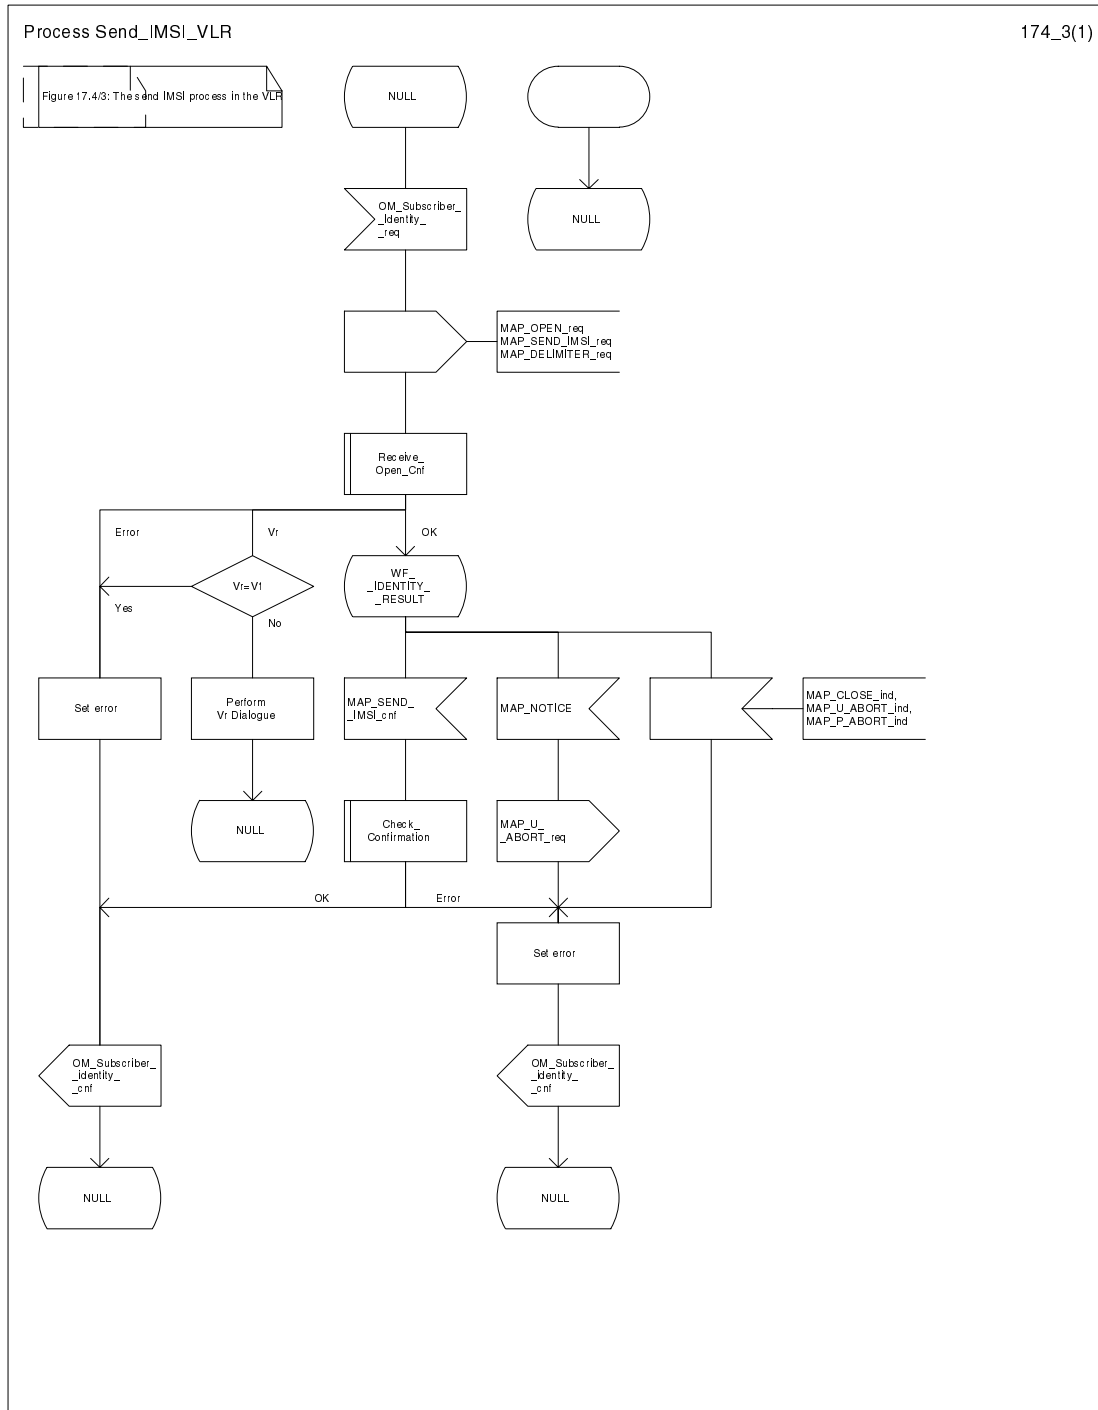 Process Send_IMSI_VLR
174_3(1)
Figure 17.4/3: The send IMSI process in the VLR
NULL
OM_Subscriber_
_Identity_
_req
NULL
MAP_OPEN_req
MAP_SEND_IMSI_req
MAP_DELIMITER_req
Receive_
Open_Cnf
Error
Vr
OK
Vr=V1
WF_
_IDENTITY_
_RESULT
Yes
No
Set error
Perform
Vr Dialogue
MAP_SEND_
_IMSI_cnf
MAP_NOTICE
MAP_CLOSE_ind,
MAP_U_ABORT_ind,
MAP_P_ABORT_ind
NULL
Check_
Confirmation
MAP_U_
_ABORT_req
OK
Error
Set error
OM_Subscriber_
_identity_
_cnf
OM_Subscriber_
_identity_
_cnf
NULL
NULL